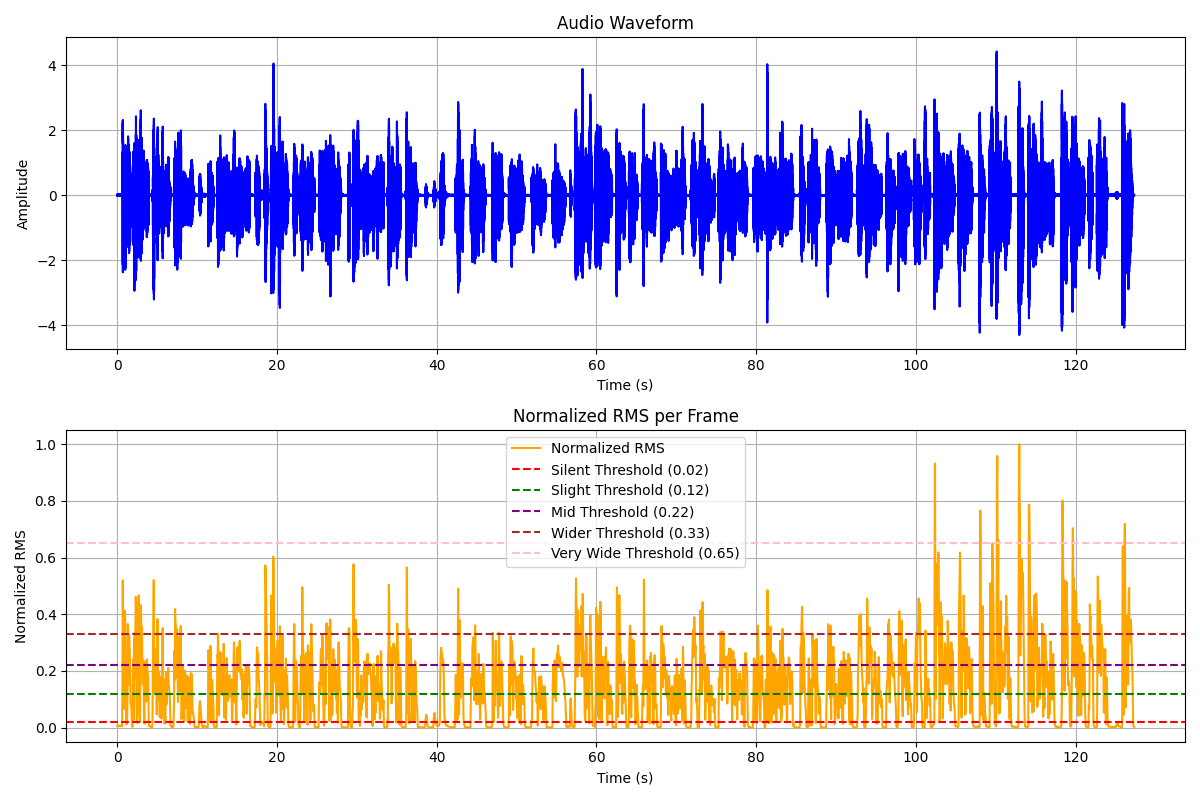 Audio Waveform
4
2
0
−2
−4
Amplitude
0 20 40 60 80 100 120
Time (s)
Normalized RMS per Frame
1.0
0.8
0.6
0.4
0.2
0.0
Normalized RMS
Normalized RMS
Silent Threshold (0.02)
Slight Threshold (0.12)
Mid Threshold (0.22)
Wider Threshold (0.33)
Very Wide Threshold (0.65)
0 20 40 60 80 100 120
Time (s)